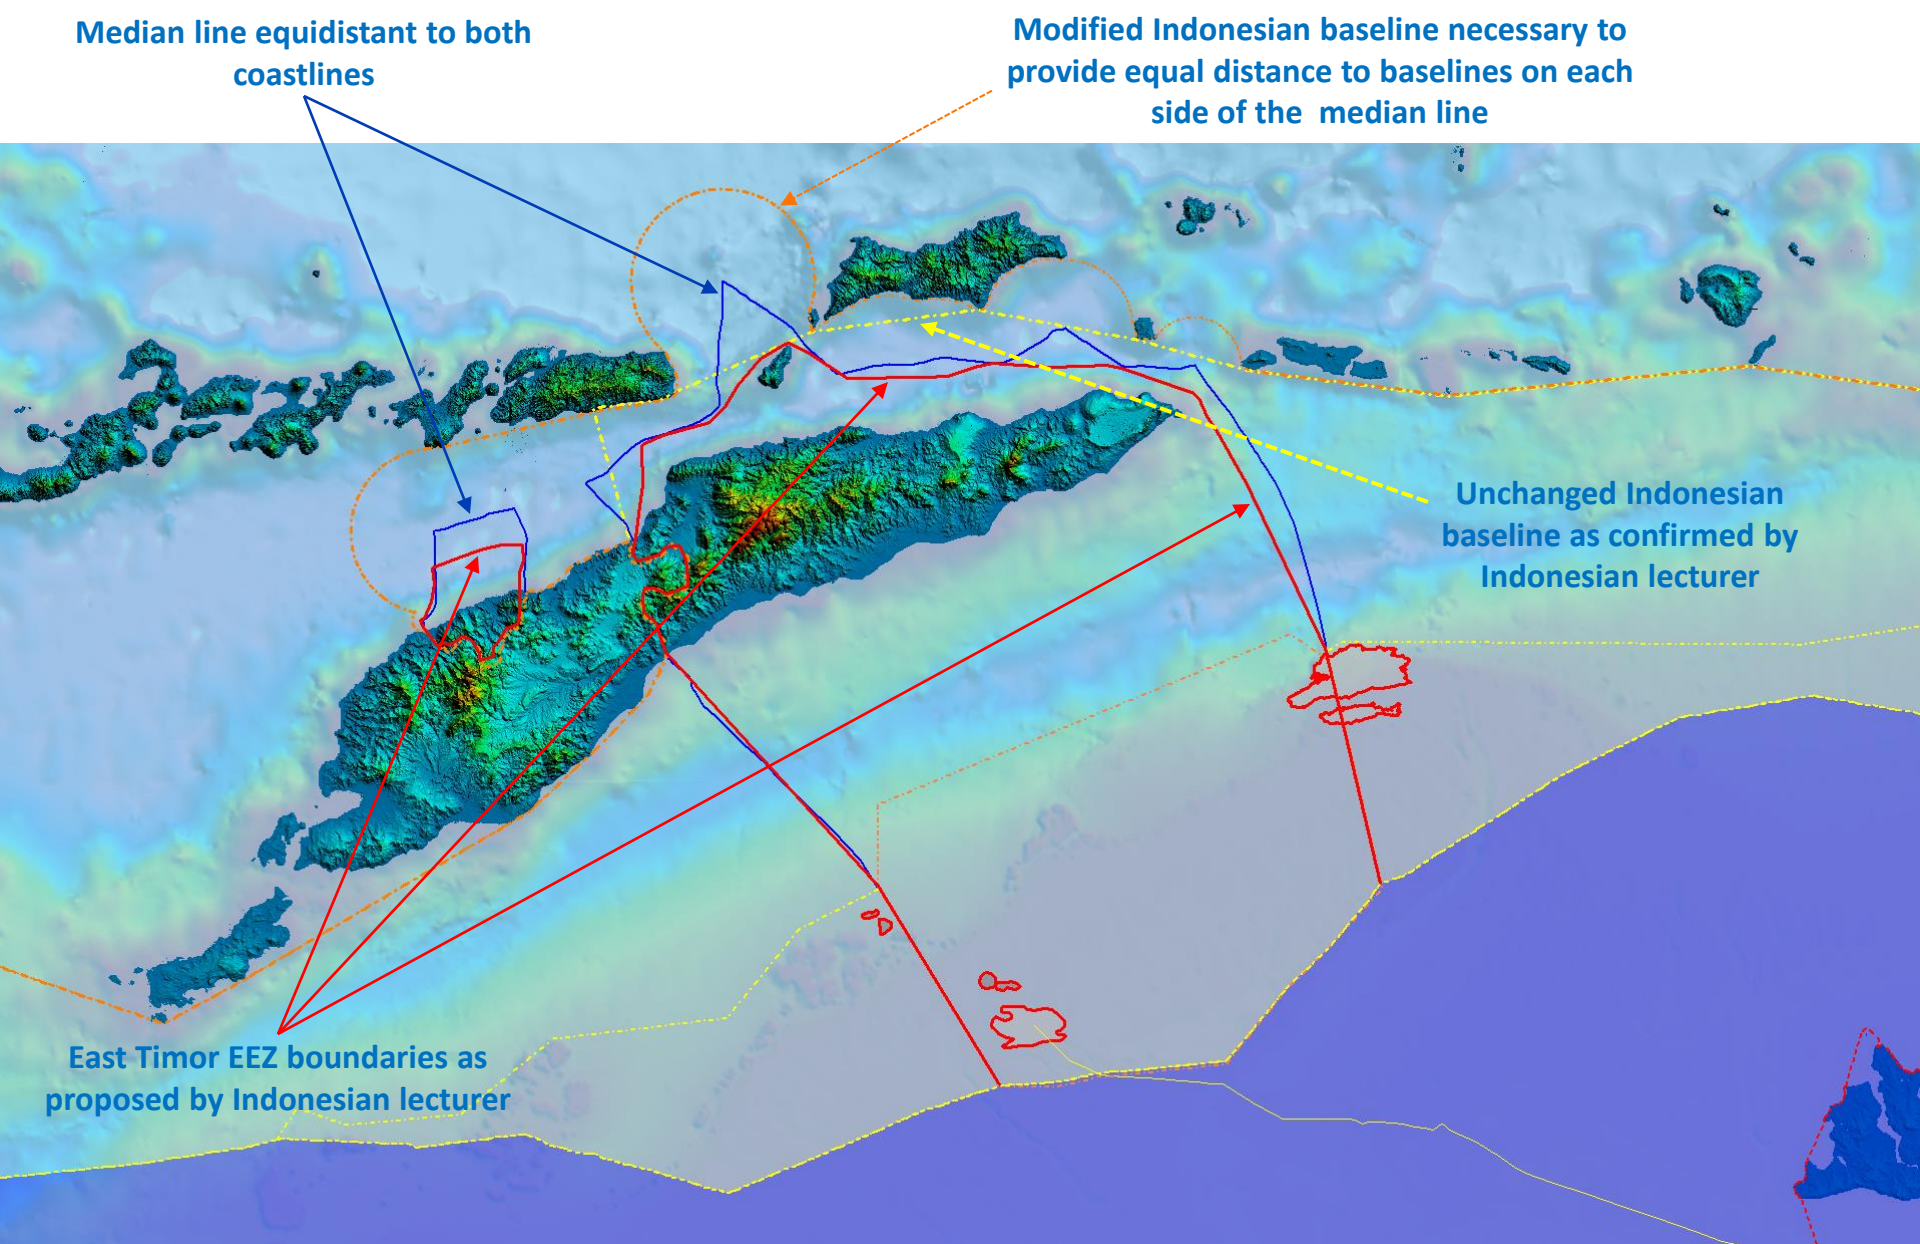 Median line equidistant to both
coastlines
Modified Indonesian baseline necessary to
provide equal distance to baselines on each
side of the median line
Unchanged Indonesian
baseline as confirmed by
Indonesian lecturer
East Timor EEZ boundaries as
proposed by Indonesian lecturer